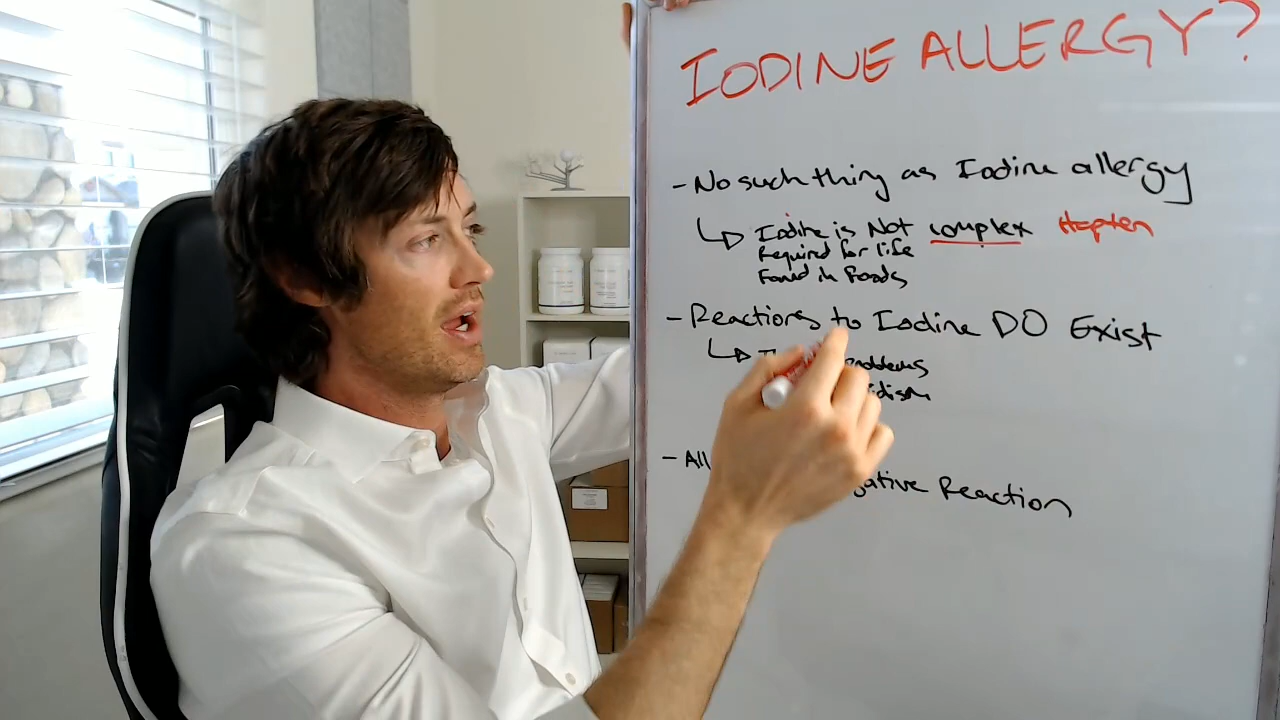 IODINE ALLERGY?
- No such thing as Iodine allergy
↳ Iodine is Not complex Hapten
Required for life
Found in Foods
- Reactions to Iodine DO Exist
↳
- All
Reaction